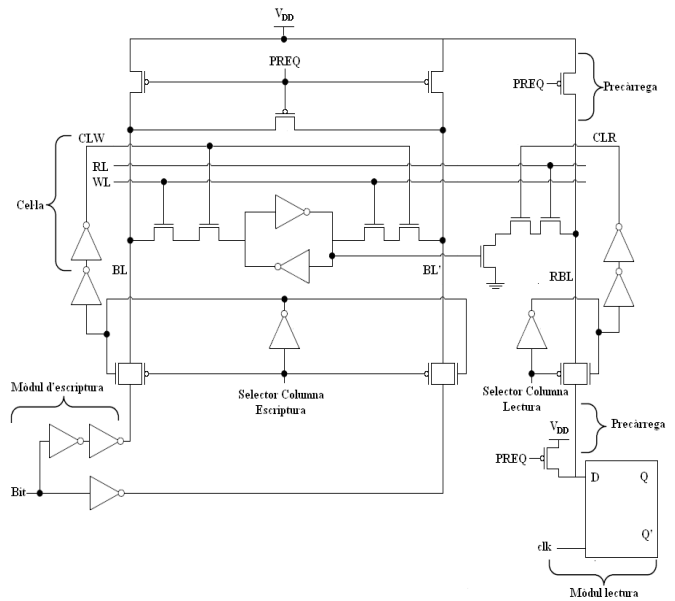 VDD
PREQ
PREQ
Precàrrega
CLW
CLR
RL
WL
Cel·la
BL
BL'
RBL
Mòdul d'escriptura
Selector Columna
Escriptura
Selector Columna
Lectura
VDD
Precàrrega
PREQ
Bit
D
Q
Q'
clk
Mòdul lectura